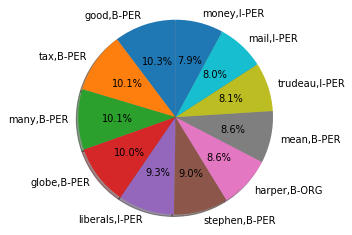 good,B-PER
money,I-PER
mail,I-PER
tax,B-PER
10.3%
7.9%
8.0%
trudeau,I-PER
10.1%
8.1%
many,B-PER
10.1%
8.6%
mean,B-PER
10.0%
8.6%
globe,B-PER
9.3%
9.0%
harper,B-ORG
liberals,I-PER
stephen,B-PER